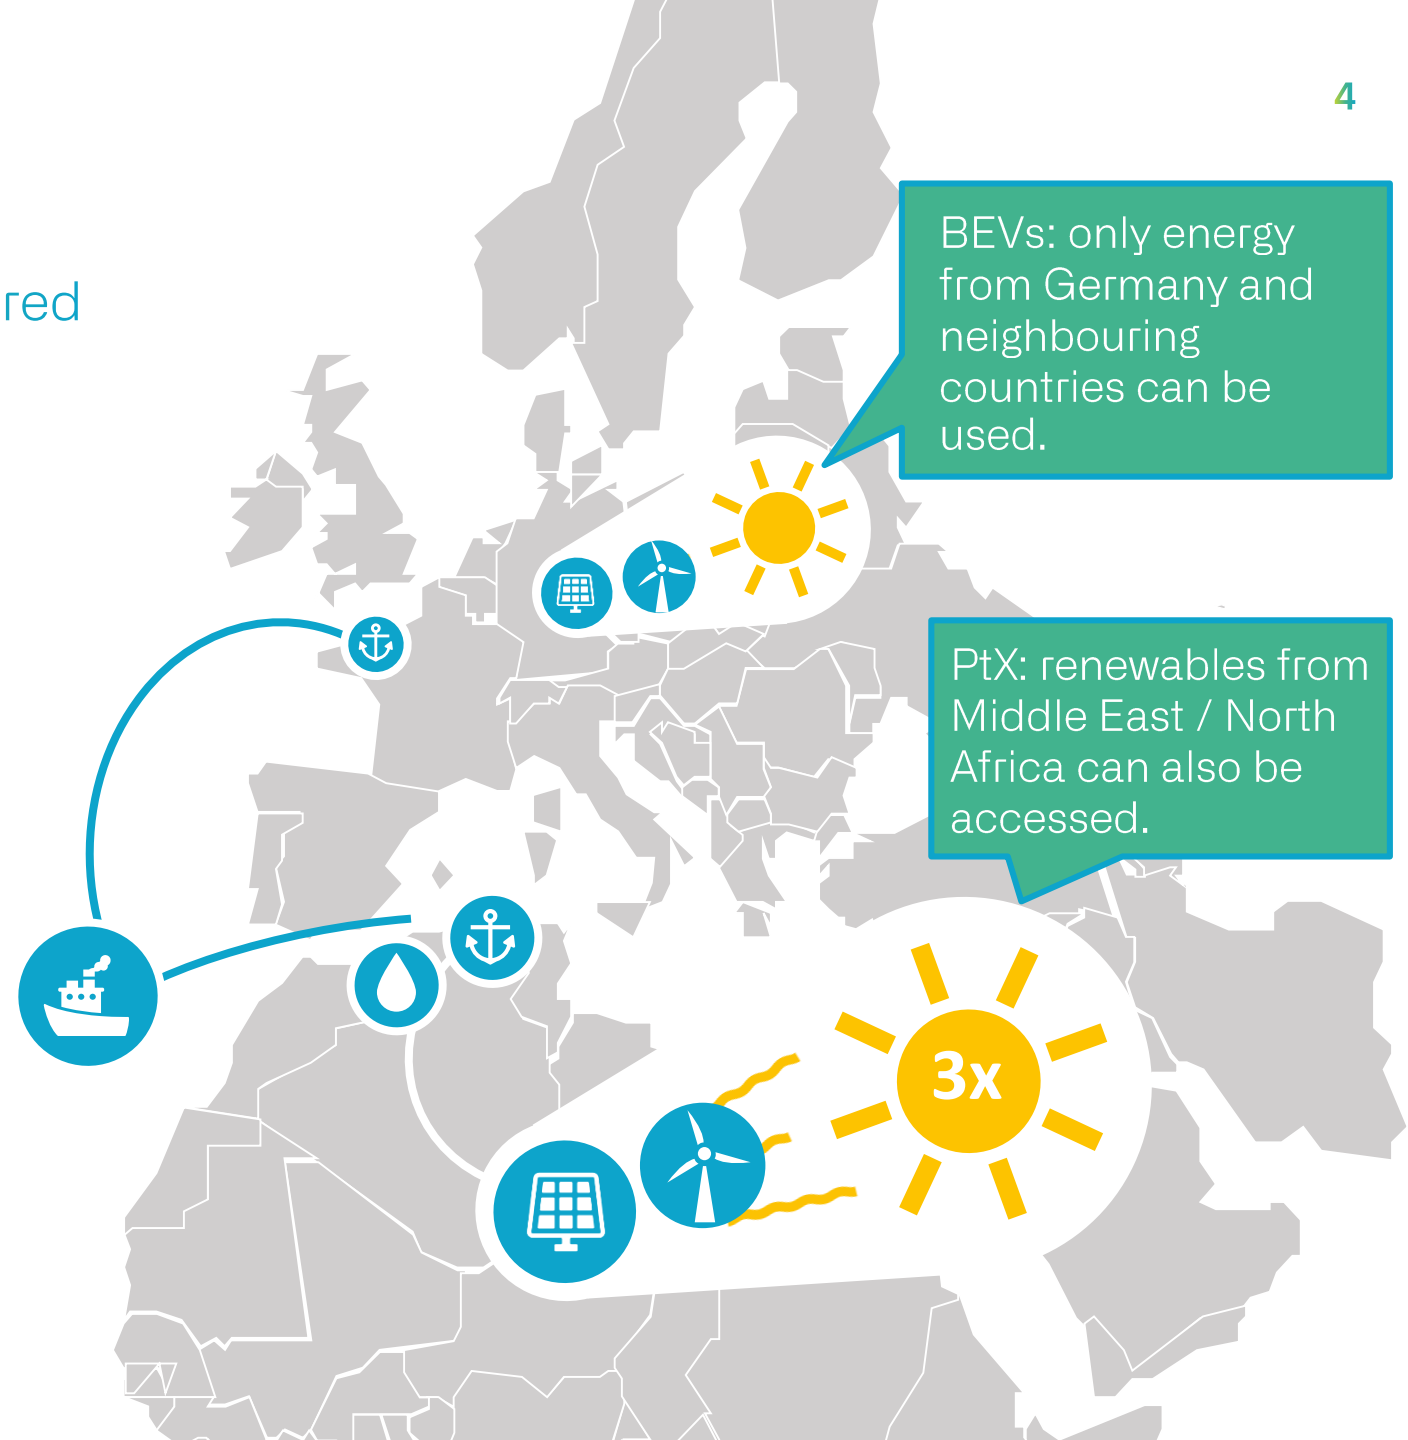 4
red
BEVs: only energy
from Germany and
neighbouring
countries can be
used.
PtX: renewables from
Middle East / North
Africa can also be
accessed.
3x